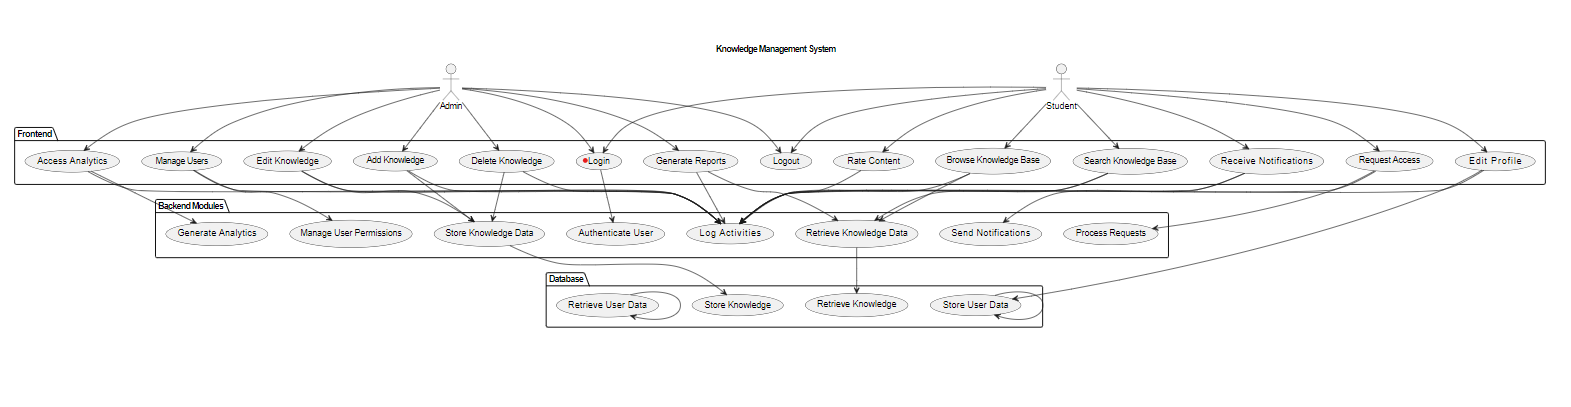 Knowledge Management System
Admin
Student
Frontend
Access Analytics
Manage Users
Edit Knowledge
Add Knowledge
Delete Knowledge
Login
Generate Reports
Logout
Rate Content
Browse Knowledge Base
Search Knowledge Base
Receive Notifications
Request Access
Edit Profile
Backend Modules
Generate Analytics
Manage User Permissions
Store Knowledge Data
Authenticate User
Log Activities
Retrieve Knowledge Data
Send Notifications
Process Requests
Database
Retrieve User Data
Store Knowledge
Retrieve Knowledge
Store User Data